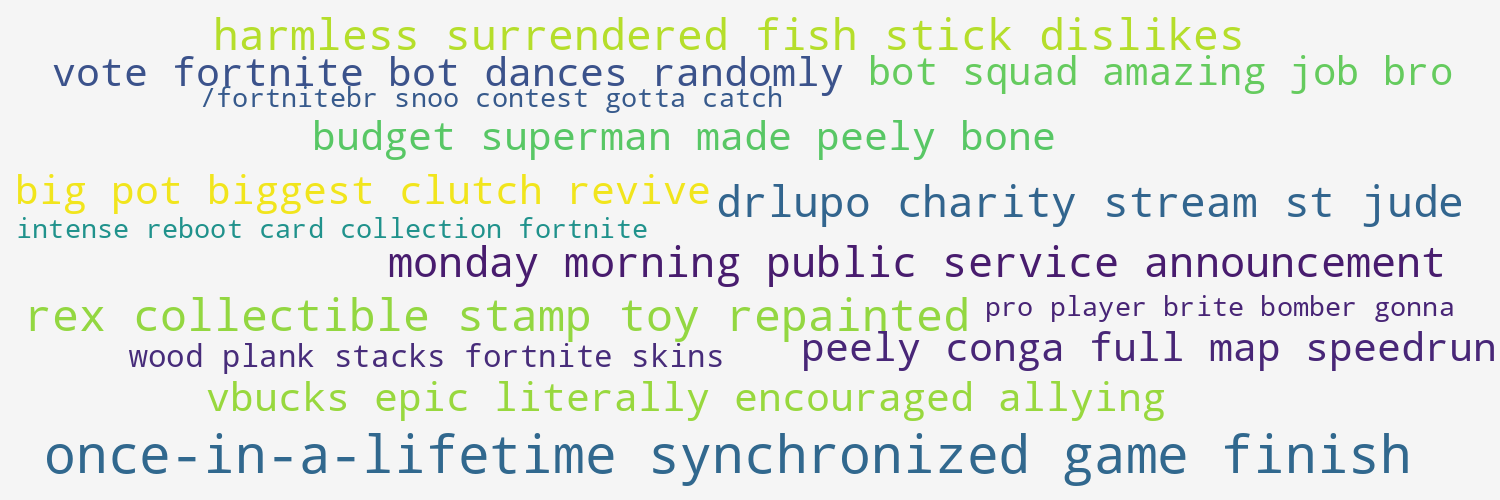 harmless surrendered fish stick dislikes
vote fortnite bot dances randomly
bot squad amazing job bro
/fortnitebr snoo contest gotta catch
budget superman made peely bone
big pot biggest clutch revive
drlupo charity stream st jude
intense reboot card collection fortnite
monday morning public service announcement
rex collectible stamp toy repainted
pro player brite bomber gonna
wood plank stacks fortnite skins
peely conga full map speedrun
vbucks epic literally encouraged allying
once-in-a-lifetime synchronized game finish